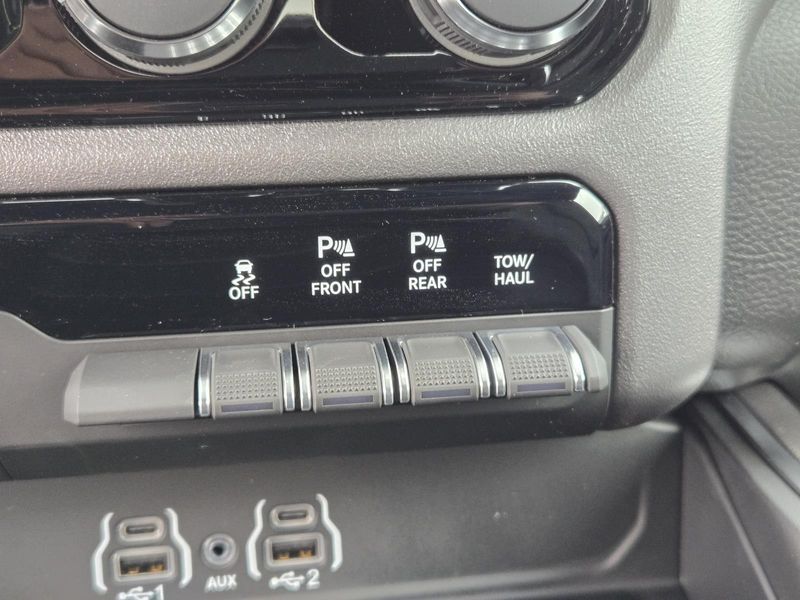 OFF
P
OFF
FRONT
P
OFF
REAR
TOW/
HAUL
1
AUX
2